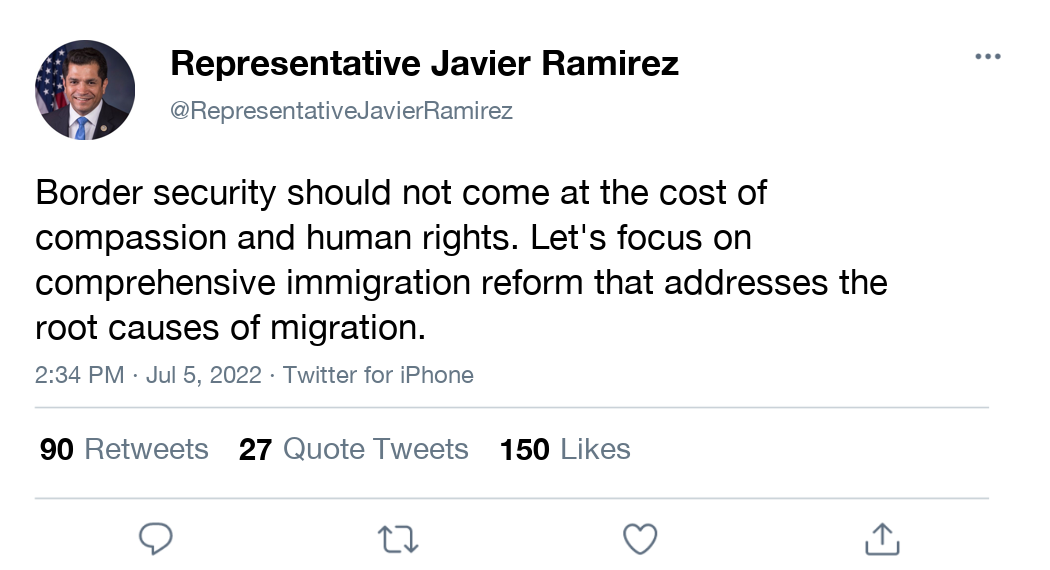 Representative Javier Ramirez
@RepresentativeJavierRamirez
Border security should not come at the cost of
compassion and human rights. Let's focus on
comprehensive immigration reform that addresses the
root causes of migration.
2:34 PM · Jul 5, 2022 · Twitter for iPhone
90 Retweets 27 Quote Tweets 150 Likes